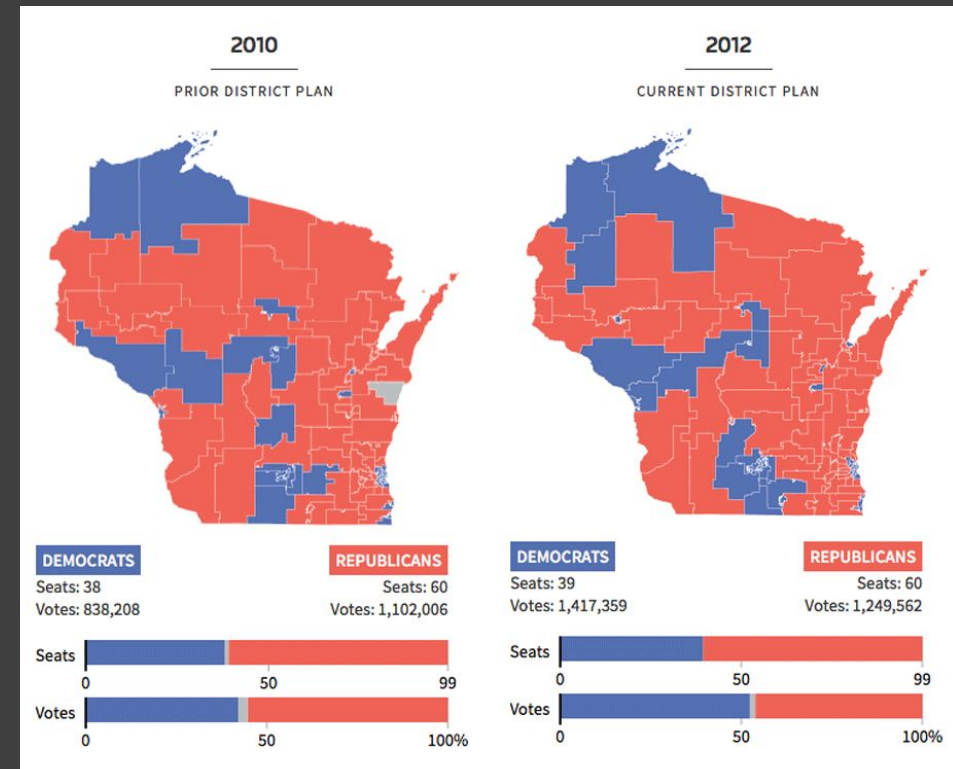 2010
PRIOR DISTRICT PLAN
DEMOCRATS
REPUBLICANS
Seats: 38
Seats: 60
Votes: 838,208
Votes: 1,102,006
Seats
0
50
99
Votes
0
50
100%
2012
CURRENT DISTRICT PLAN
DEMOCRATS
REPUBLICANS
Seats: 39
Seats: 60
Votes: 1,417,359
Votes: 1,249,562
Seats
0
50
99
Votes
0
50
100%